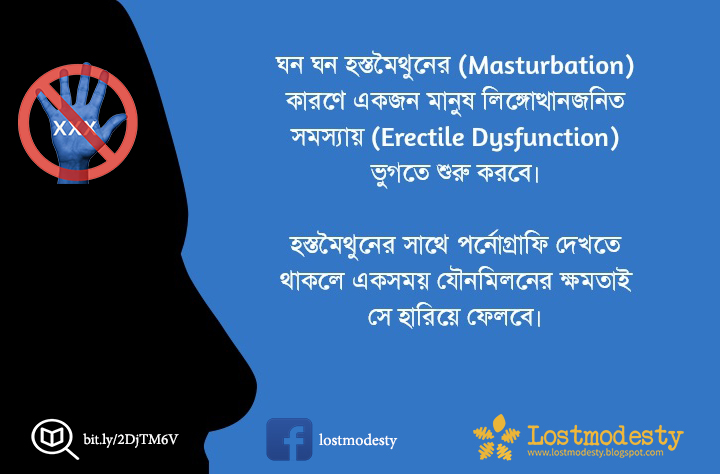 XXX
ঘন ঘন হস্তমৈথুনের (Masturbation)
কারণে একজন মানুষ লিঙ্গোত্থানজনিত
সমস্যায় (Erectile Dysfunction)
ভুগতে শুরু করবে।
হস্তমৈথুনের সাথে পর্নোগ্রাফি দেখতে
থাকলে একসময় যৌনমিলনের ক্ষমতাই
সে হারিয়ে ফেলবে।
bit.ly/2DjTM6V
lostmodesty
Lostmodesty
www.lostmodesty.blogspot.com